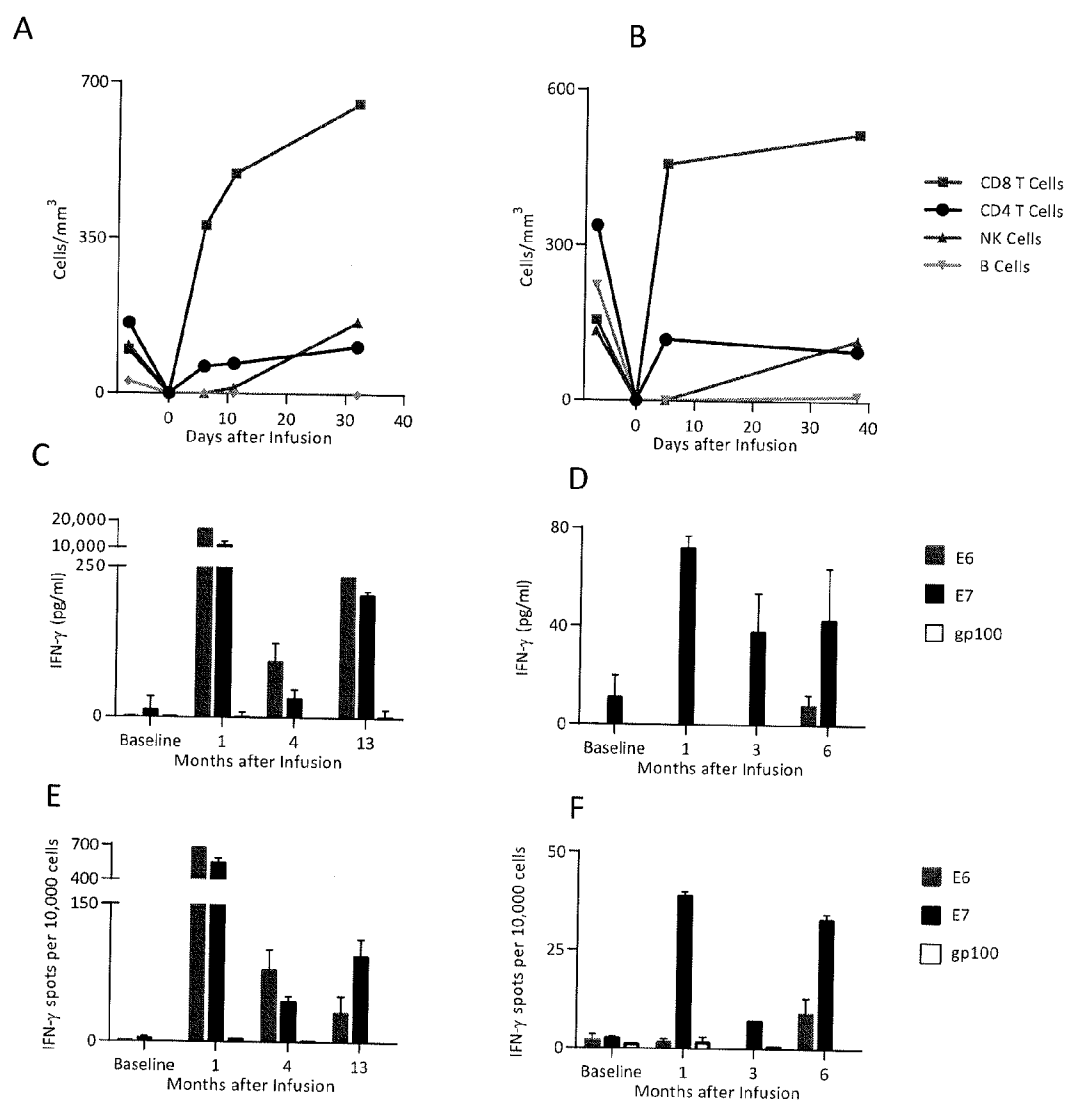 A
B
700
350
0
Cells/mm3
0
10
20
30
40
Days after Infusion
600
300
0
Cells/mm3
0
10
20
30
40
Days after Infusion
CD8 T Cells
CD4 T Cells
NK Cells
B Cells
C
D
20,000
10,000
250
0
IFN-γ (pg/ml)
Baseline
1
4
13
Months after Infusion
80
40
0
IFN-γ (pg/ml)
Baseline
1
3
6
Months after Infusion
E6
E7
gp100
E
F
700
400
150
0
IFN-γ spots per 10,000 cells
Baseline
1
4
13
Months after Infusion
50
25
0
IFN-γ spots per 10,000 cells
Baseline
1
3
6
Months after Infusion
E6
E7
gp100